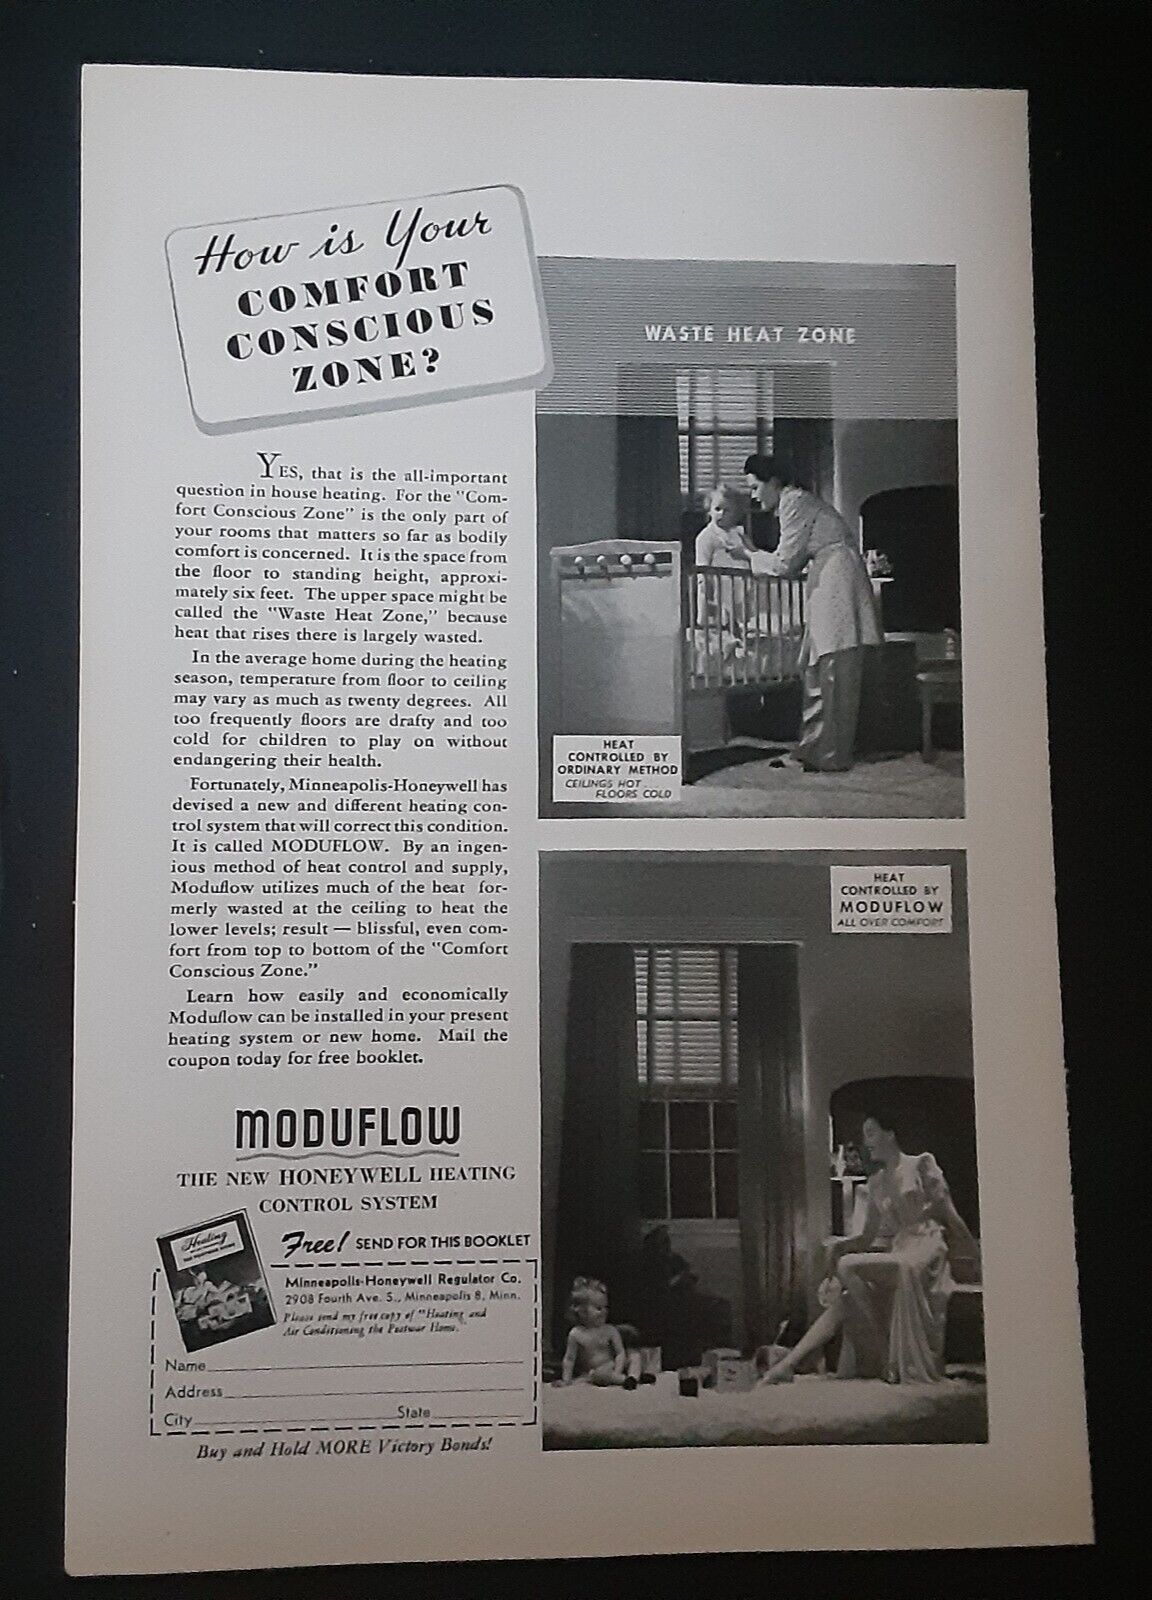 How is Your
COMFORT
CONSCIOUS
ZONE?
YES, that is the all-important
question in house heating. For the "Com-
fort Conscious Zone" is the only part of
your rooms that matters so far as bodily
comfort is concerned. It is the space from
the floor to standing height, approxi-
mately six feet. The upper space might be
called the "Waste Heat Zone," because
heat that rises there is largely wasted.
In the average home during the heating
season, temperature from floor to ceiling
may vary as much as twenty degrees. All
too frequently floors are drafty and too
cold for children to play on without
endangering their health.
Fortunately, Minneapolis-Honeywell has
devised a new and different heating con-
trol system that will correct this condition.
It is called MODUFLOW. By an ingen-
ious method of heat control and supply,
Moduflow utilizes much of the heat for-
merly wasted at the ceiling to heat the
lower levels; result — blissful, even com-
fort from top to bottom of the "Comfort
Conscious Zone."
Learn how easily and economically
Moduflow can be installed in your present
heating system or new home. Mail the
coupon today for free booklet.
MODUFLOW
THE NEW HONEYWELL HEATING
CONTROL SYSTEM
Heating
Free! SEND FOR THIS BOOKLET
Minneapolis-Honeywell Regulator Co.
2908 Fourth Ave. S., Minneapolis 8, Minn.
Please send my free copy of "Heating and
Air Conditioning the Postwar Home."
Name
Address
City State
Buy and Hold MORE Victory Bonds!
WASTE HEAT ZONE
HEAT
CONTROLLED BY
ORDINARY METHOD
CEILINGS HOT...
FLOORS COLD
HEAT
CONTROLLED BY
MODUFLOW
ALL OVER COMFORT